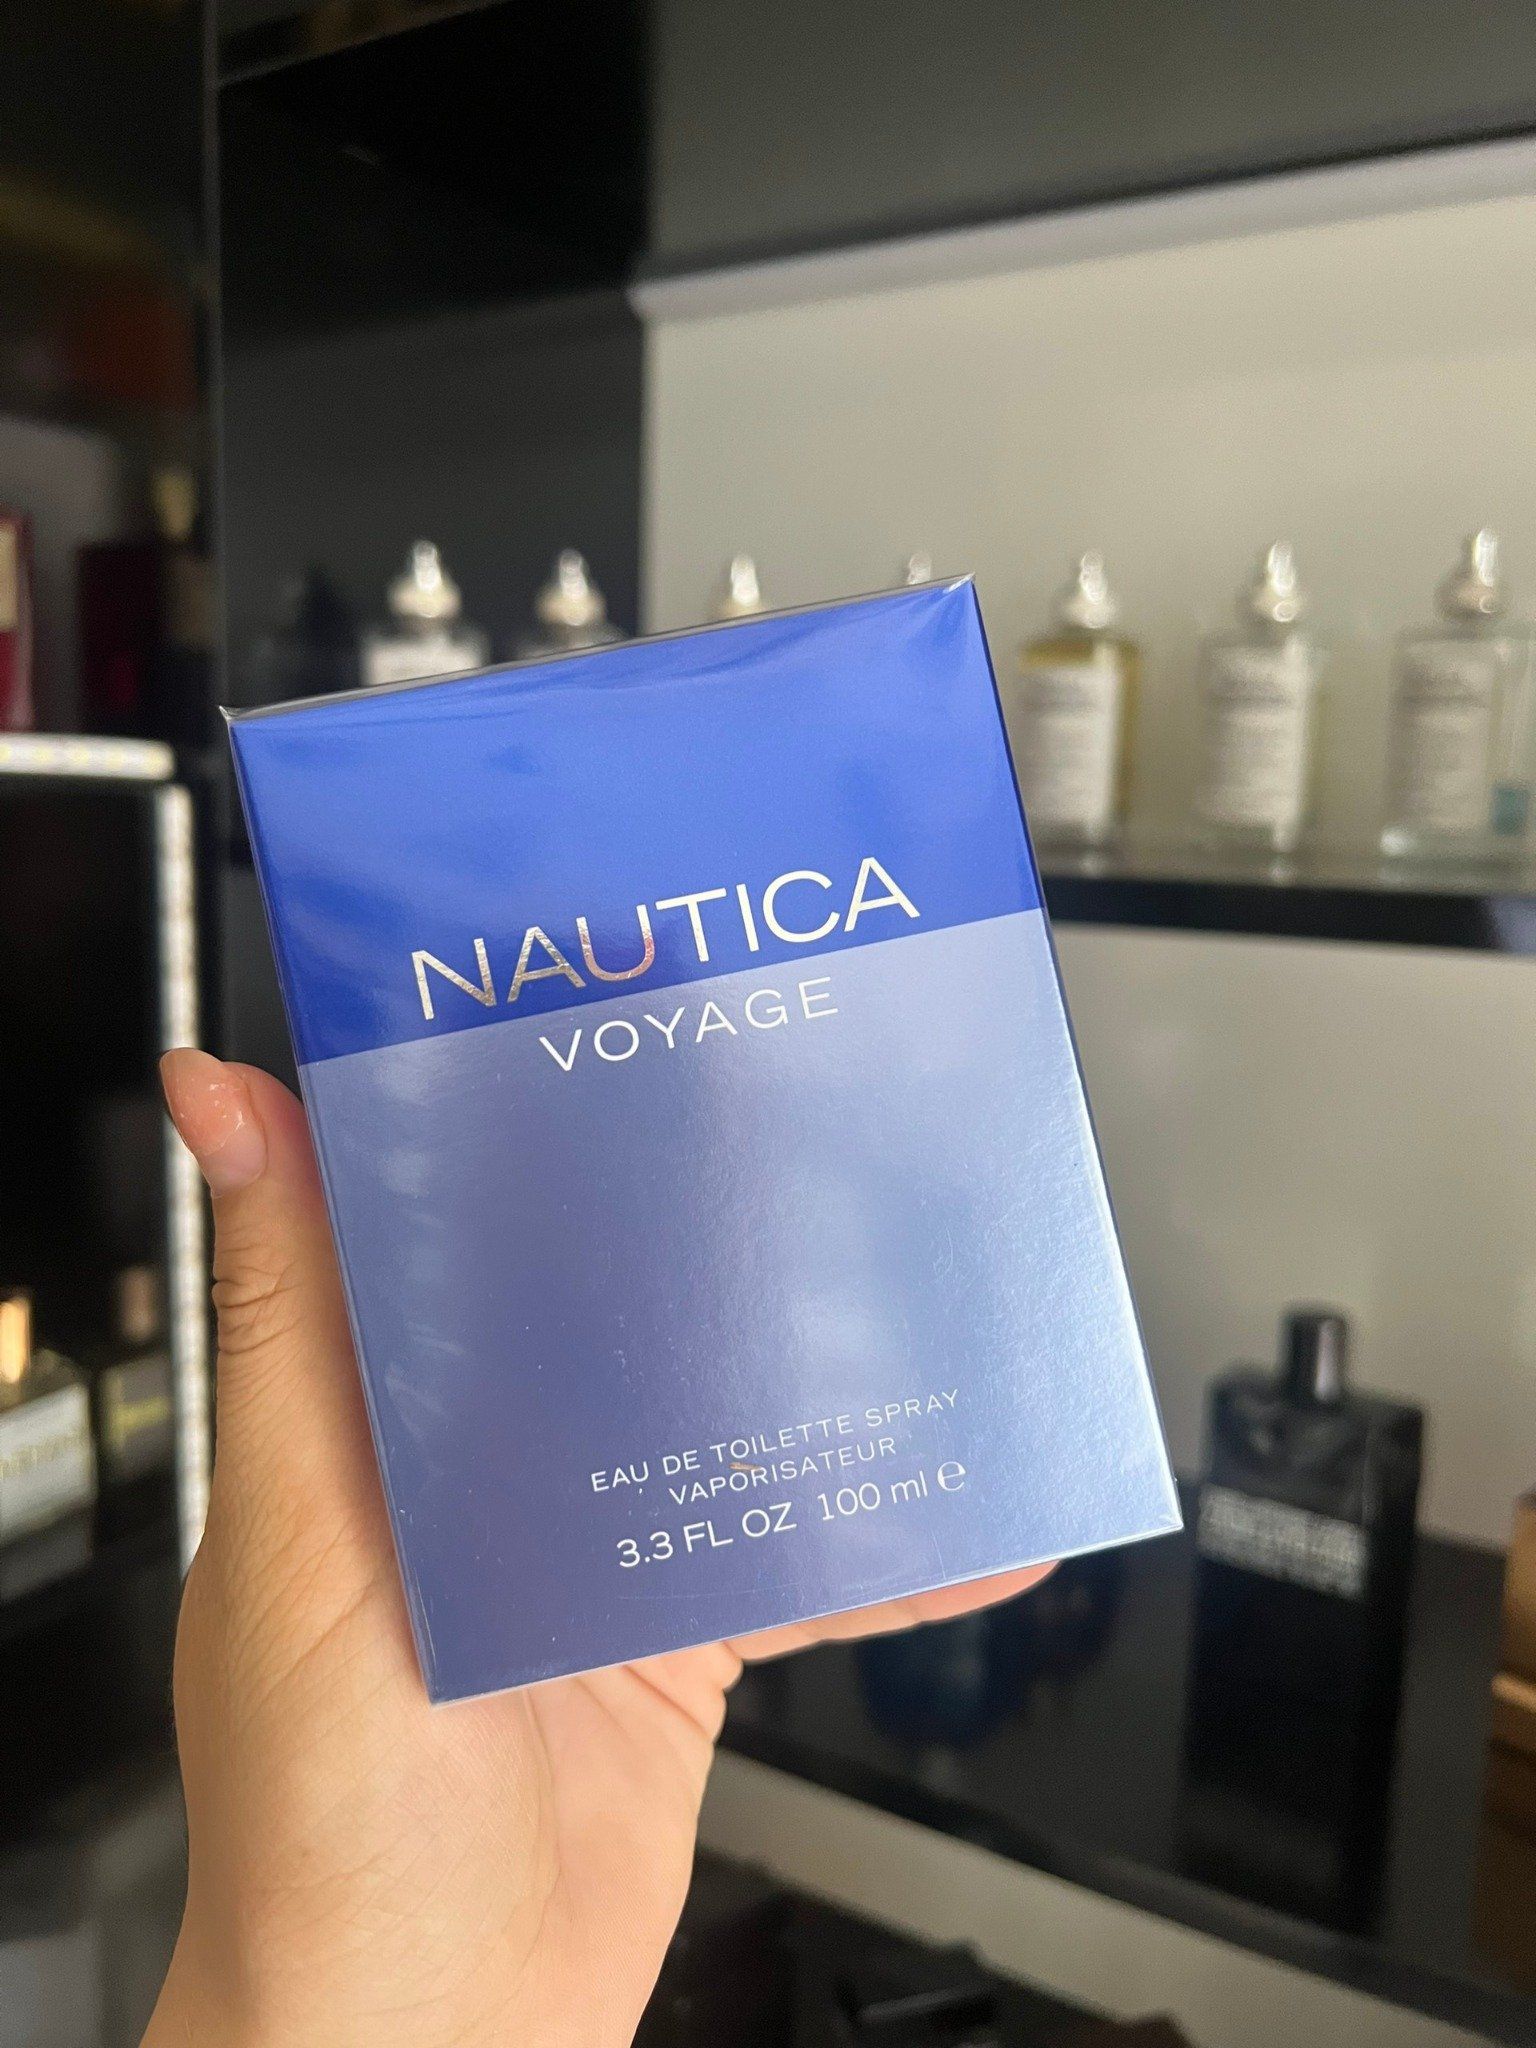 NAUTICA
VOYAGE
EAU DE TOILETTE SPRAY
VAPORISATEUR
3.3 FL OZ 100 ml ℮